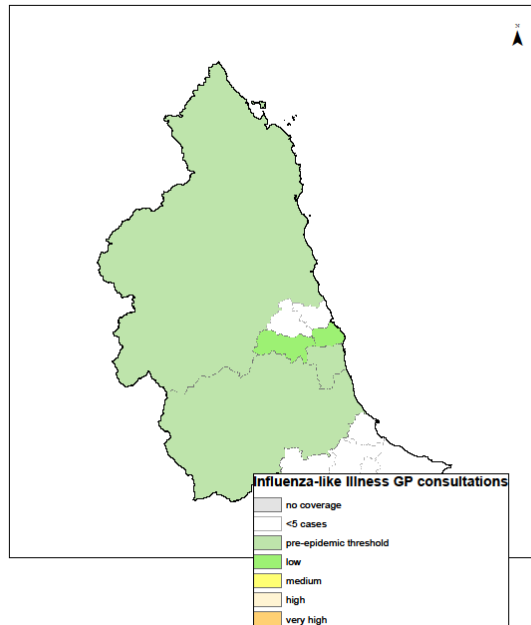 Influenza-like Illness GP consultations
no coverage
<5 cases
pre-epidemic threshold
low
medium
high
very high